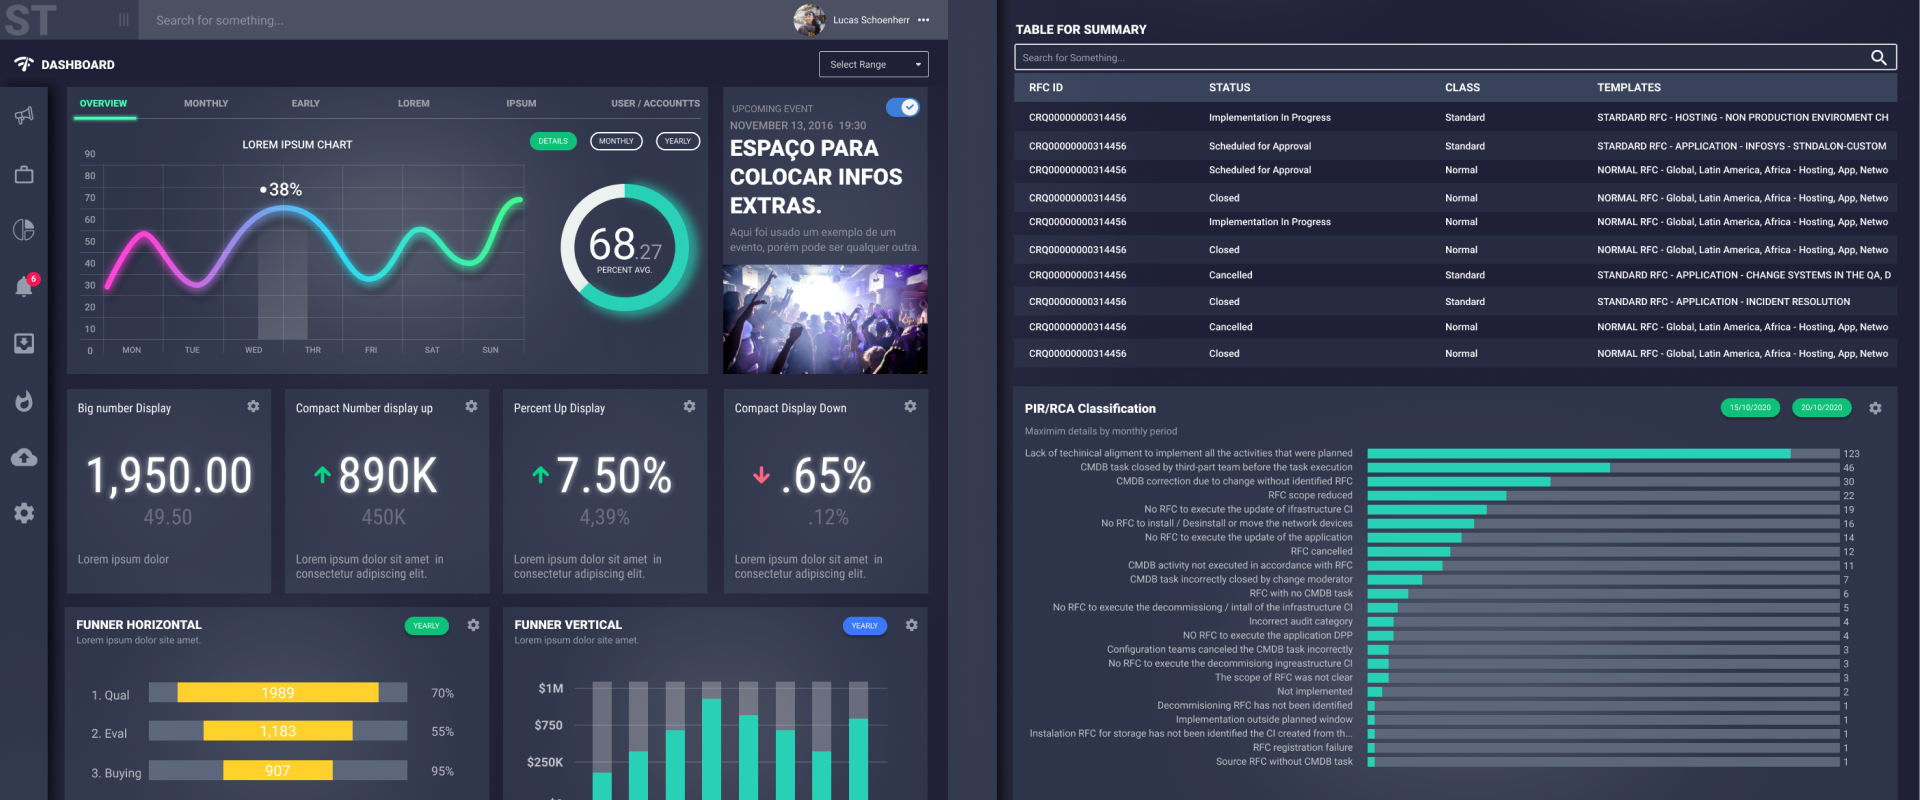 ST
Search for something...
Lucas Schoenherr
DASHBOARD
Select Range
6
OVERVIEW MONTHLY EARLY LOREM IPSUM USER / ACCOUNTTS
LOREM IPSUM CHART
DETAILS MONTHLY YEARLY
90
80
70
60
50
40
30
20
10
0
38%
MON TUE WED THR FRI SAT SUN
68.27
PERCENT AVG.
UPCOMING EVENT
NOVEMBER 13, 2016 19:30
ESPAÇO PARA
COLOCAR INFOS
EXTRAS.
Aqui foi usado um exemplo de um
evento, porém pode ser qualquer outra.
Big number Display
1,950.00
49.50
Lorem ipsum dolor
Compact Number display up
890K
450K
Lorem ipsum dolor sit amet in
consectetur adipiscing elit.
Percent Up Display
7.50%
4,39%
Lorem ipsum dolor sit amet in
consectetur adipiscing elit.
Compact Display Down
.65%
.12%
Lorem ipsum dolor sit amet in
consectetur adipiscing elit.
FUNNER HORIZONTAL
YEARLY
Lorem ipsum dolor site amet.
1. Qual 1989 70%
2. Eval 1,183 55%
3. Buying 907 95%
FUNNER VERTICAL
YEARLY
Lorem ipsum dolor site amet.
$1M
$750
$250K
TABLE FOR SUMMARY
Search for Something...
RFC ID STATUS CLASS TEMPLATES
CRQ00000000314456 Implementation In Progress Standard STARDARD RFC - HOSTING - NON PRODUCTION ENVIROMENT CH
CRQ00000000314456 Scheduled for Approval Standard STARDARD RFC - APPLICATION - INFOSYS - STNDALON-CUSTOM
CRQ00000000314456 Scheduled for Approval Normal NORMAL RFC - Global, Latin America, Africa - Hosting, App, Netwo
CRQ00000000314456 Closed Normal NORMAL RFC - Global, Latin America, Africa - Hosting, App, Netwo
CRQ00000000314456 Implementation In Progress Normal NORMAL RFC - Global, Latin America, Africa - Hosting, App, Netwo
CRQ00000000314456 Closed Normal NORMAL RFC - Global, Latin America, Africa - Hosting, App, Netwo
CRQ00000000314456 Cancelled Standard STANDARD RFC - APPLICATION - CHANGE SYSTEMS IN THE QA, D
CRQ00000000314456 Closed Standard STANDARD RFC - APPLICATION - INCIDENT RESOLUTION
CRQ00000000314456 Cancelled Normal NORMAL RFC - Global, Latin America, Africa - Hosting, App, Netwo
CRQ00000000314456 Closed Normal NORMAL RFC - Global, Latin America, Africa - Hosting, App, Netwo
PIR/RCA Classification
15/10/2020 20/10/2020
Maximim details by monthly period
Lack of techinical aligment to implement all the activities that were planned 123
CMDB task closed by third-part team before the task execution 46
CMDB correction due to change without identified RFC 30
RFC scope reduced 22
No RFC to execute the update of ifrastructure CI 19
No RFC to install / Desinstall or move the network devices 16
No RFC to execute the update of the application 14
RFC cancelled 12
CMDB activity not executed in accordance with RFC 11
CMDB task incorrectly closed by change moderator 7
RFC with no CMDB task 6
No RFC to execute the decommissiong / intall of the infrastructure CI 5
Incorrect audit category 4
NO RFC to execute the application DPP 4
Configuration teams canceled the CMDB task incorrectly 3
No RFC to execute the decommisioning ingreastructure CI 3
The scope of RFC was not clear 3
Not implemented 2
Decommisioning RFC has not been identified 1
Implementation outside planned window 1
Instalation RFC for storage has not been identified the CI created from th... 1
RFC registration failure 1
Source RFC without CMDB task 1